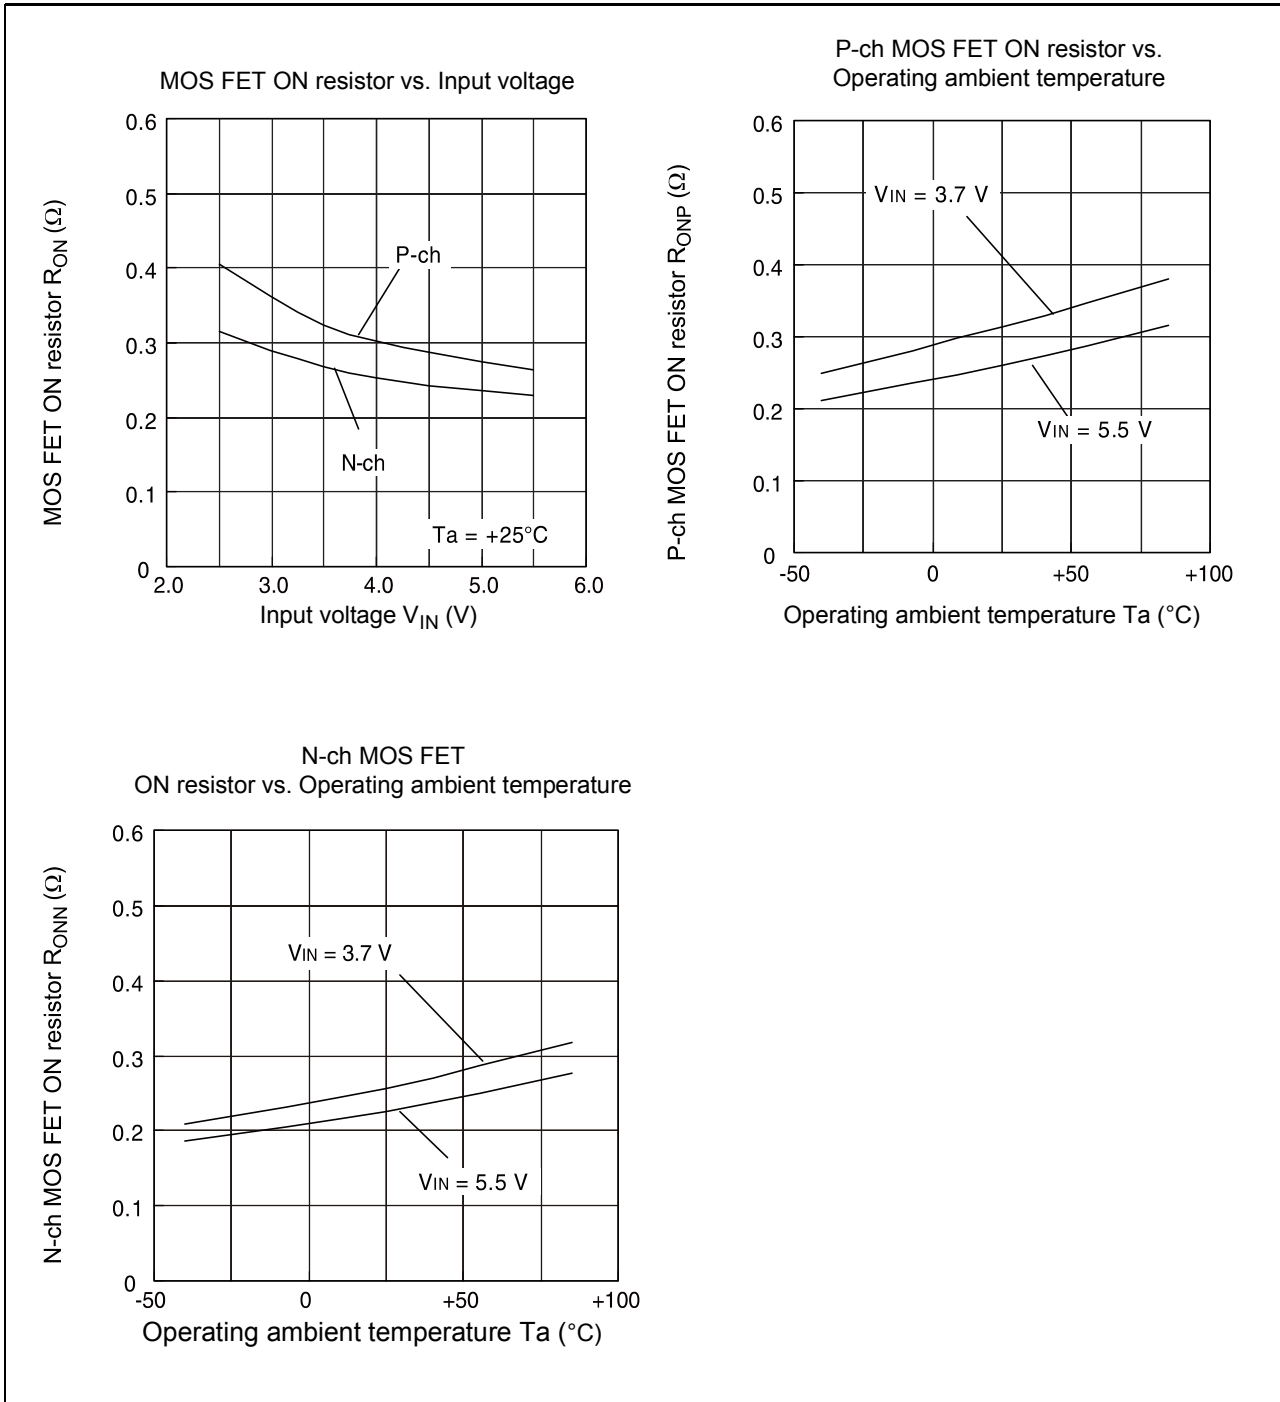 MOS FET ON resistor vs. Input voltage
MOS FET ON resistor RON (Ω)
0.6
0.5
0.4
0.3
0.2
0.1
0
P-ch
N-ch
Ta = +25°C
2.0 3.0 4.0 5.0 6.0
Input voltage VIN (V)
P-ch MOS FET ON resistor vs.
Operating ambient temperature
P-ch MOS FET ON resistor RONP (Ω)
0.6
0.5
0.4
0.3
0.2
0.1
0
VIN = 3.7 V
VIN = 5.5 V
-50 0 +50 +100
Operating ambient temperature Ta (°C)
N-ch MOS FET
ON resistor vs. Operating ambient temperature
N-ch MOS FET ON resistor RONN (Ω)
0.6
0.5
0.4
0.3
0.2
0.1
0
VIN = 3.7 V
VIN = 5.5 V
-50 0 +50 +100
Operating ambient temperature Ta (°C)